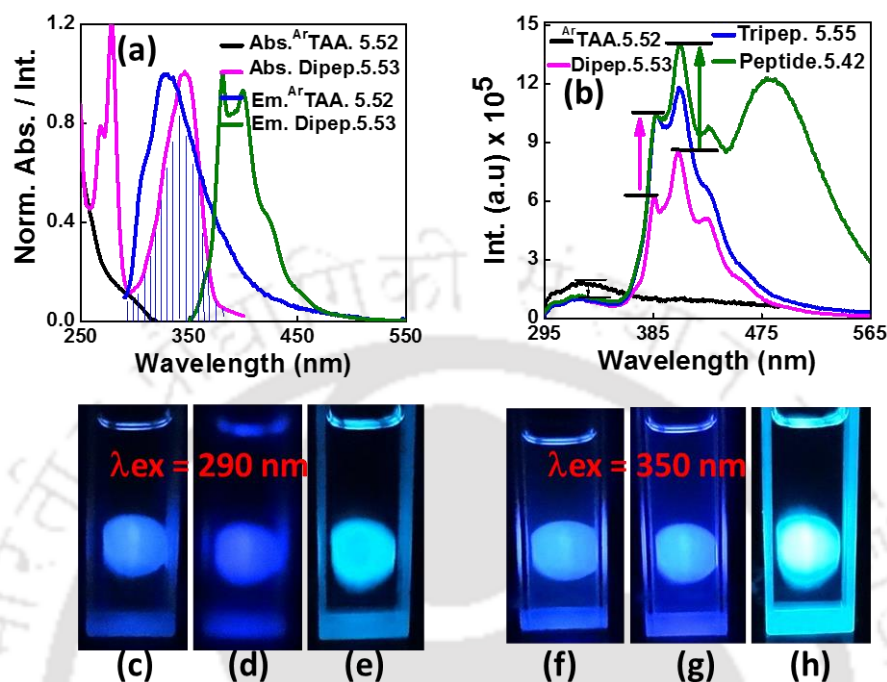 (a)
Abs.ᴬʳTAA. 5.52
Abs. Dipep.5.53
Em.ᴬʳTAA. 5.52
Em. Dipep.5.53
Norm. Abs. / Int.
1.2
0.8
0.4
0.0
250 350 450 550
Wavelength (nm)
(b)
ᴬʳTAA.5.52
Tripep. 5.55
Dipep.5.53
Peptide.5.42
Int. (a.u) x 10⁵
15
12
9
6
3
0
295 385 475 565
Wavelength (nm)
λex = 290 nm
λex = 350 nm
(c) (d) (e) (f) (g) (h)